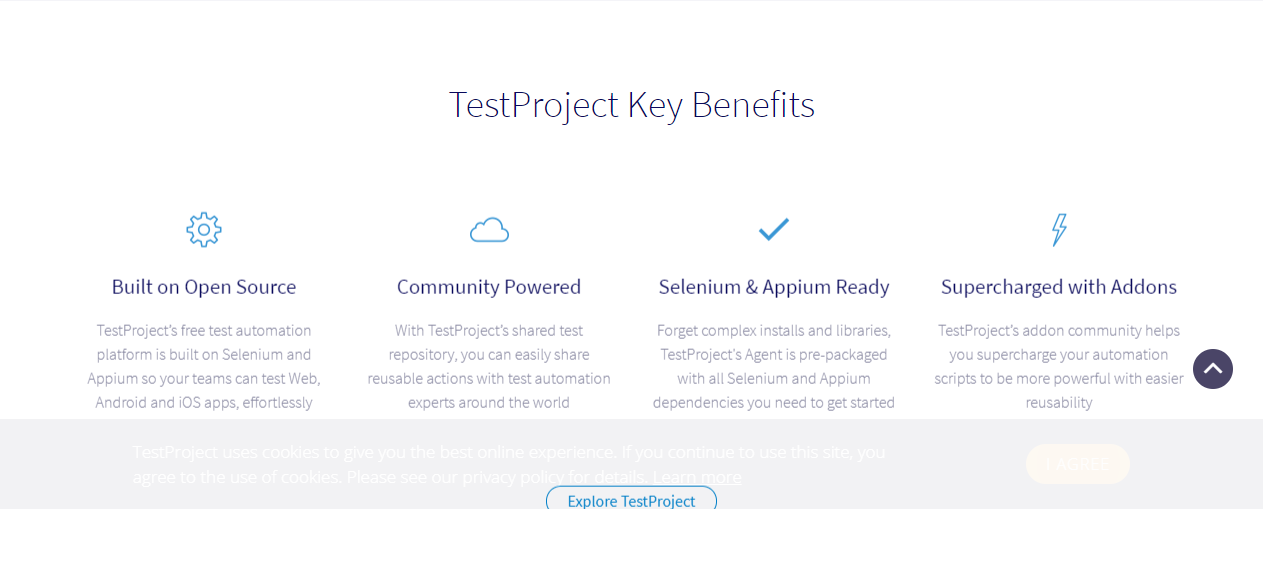 TestProject Key Benefits
Built on Open Source
TestProject's free test automation
platform is built on Selenium and
Appium so your teams can test Web,
Android and iOS apps, effortlessly
Community Powered
With TestProject's shared test
repository, you can easily share
reusable actions with test automation
experts around the world
Selenium & Appium Ready
Forget complex installs and libraries,
TestProject's Agent is pre-packaged
with all Selenium and Appium
dependencies you need to get started
Supercharged with Addons
TestProject's addon community helps
you supercharge your automation
scripts to be more powerful with easier
reusability
TestProject uses cookies to give you the best online experience. If you continue to use this site, you
agree to the use of cookies. Please see our privacy policy for details. Learn more
I AGREE
Explore TestProject